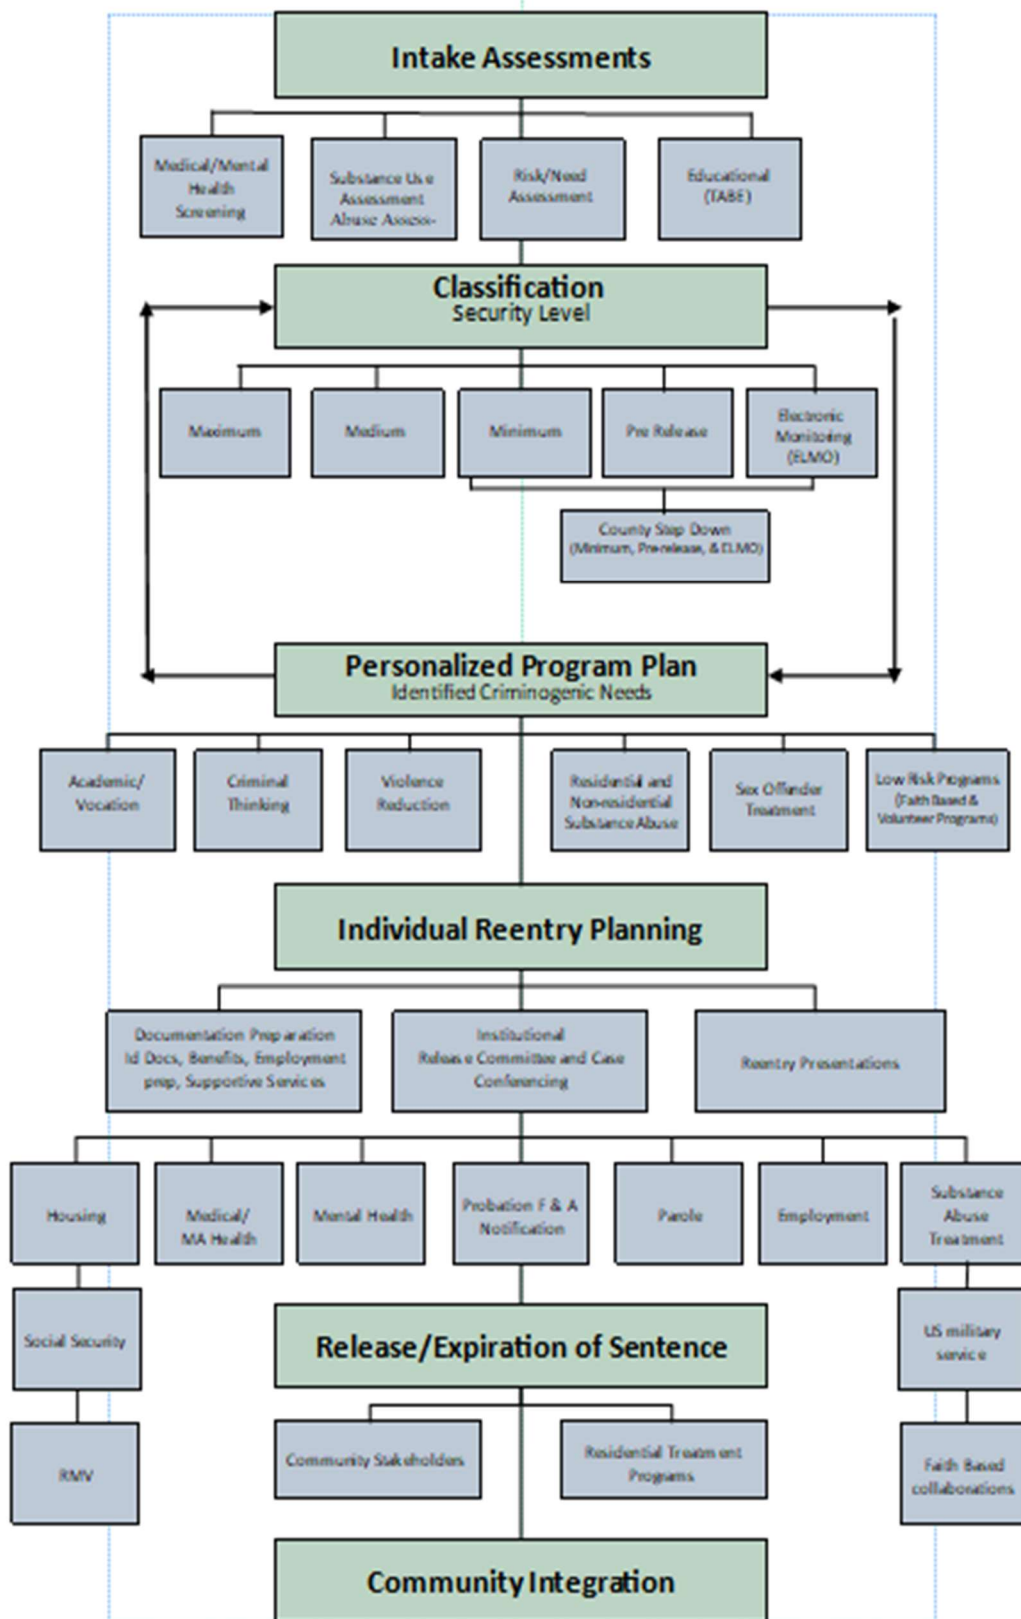 Intake Assessments
Medical/Mental
Health
Screening
Substance Use
Assessment
Abuse Assess-
Risk/Need
Assessment
Educational
(TABE)
Classification
Security Level
Maximum
Medium
Minimum
Pre Release
Electronic
Monitoring
(ELMO)
County Step Down
(Minimum, Pre-release, & ELMO)
Personalized Program Plan
Identified Criminogenic Needs
Academic/
Vocation
Criminal
Thinking
Violence
Reduction
Residential and
Non-residential
Substance Abuse
Sex Offender
Treatment
Low Risk Programs
(Faith Based &
Volunteer Programs)
Individual Reentry Planning
Documentation Preparation
Id Docs, Benefits, Employment
prep, Supportive Services
Institutional
Release Committee and Case
Conferencing
Reentry Presentations
Housing
Medical/
MA Health
Mental Health
Probation F & A
Notification
Parole
Employment
Substance
Abuse
Treatment
Social Security
US military
service
Release/Expiration of Sentence
RMV
Community Stakeholders
Residential Treatment
Programs
Faith Based
collaborations
Community Integration